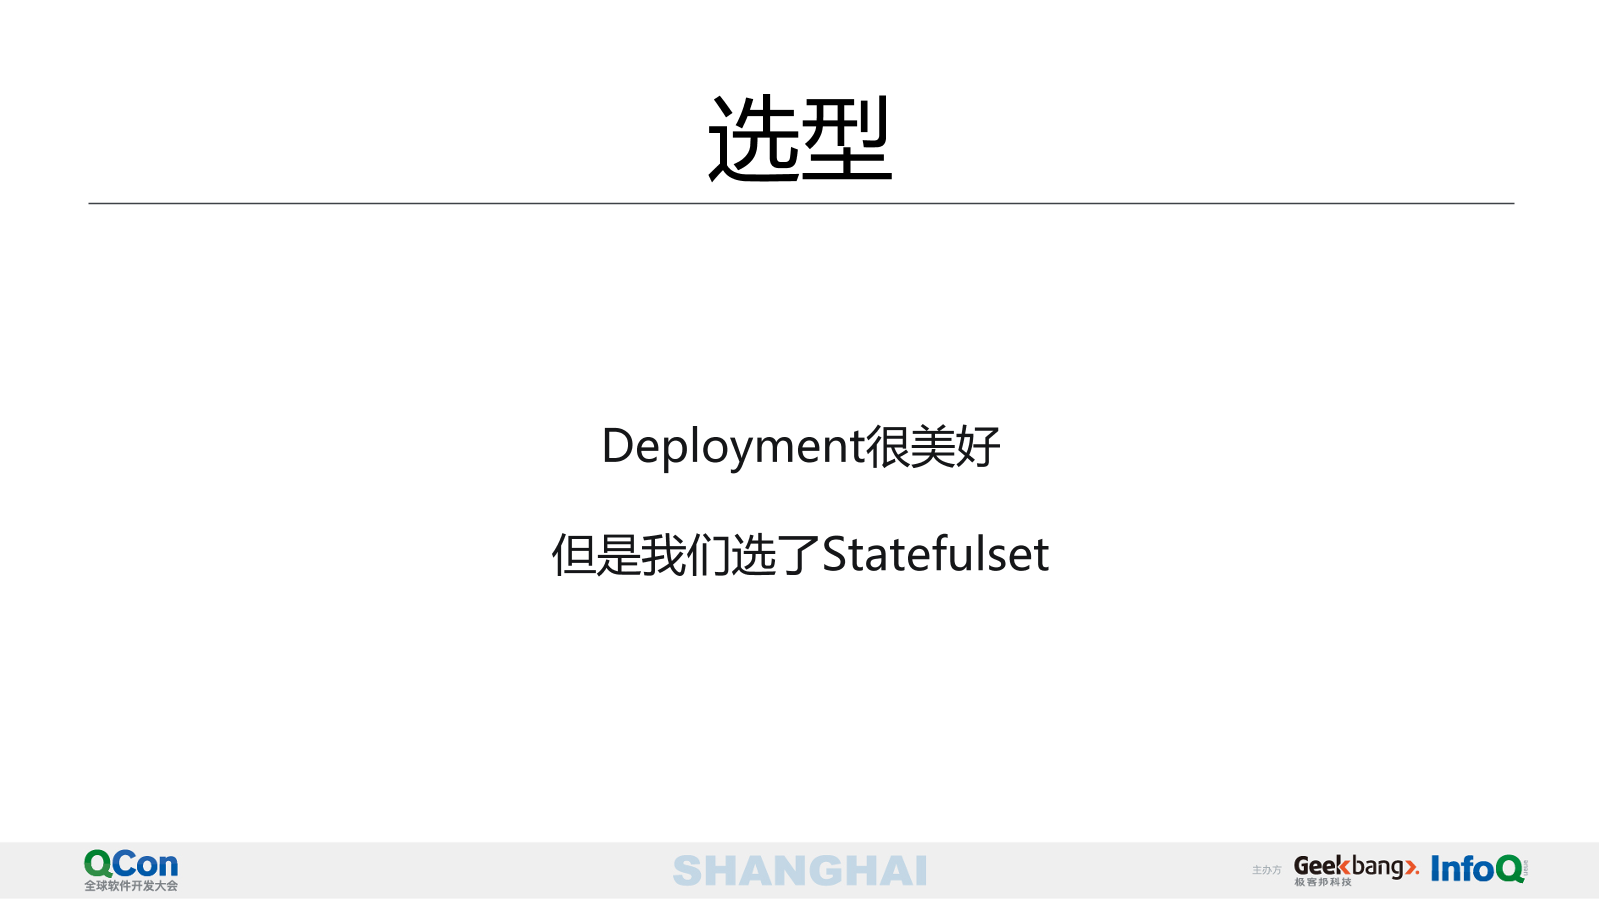 选型
Deployment很美好
但是我们选了Statefulset
QCon
全球软件开发大会
SHANGHAI
主办方
Geekbang
极客邦科技
InfoQ